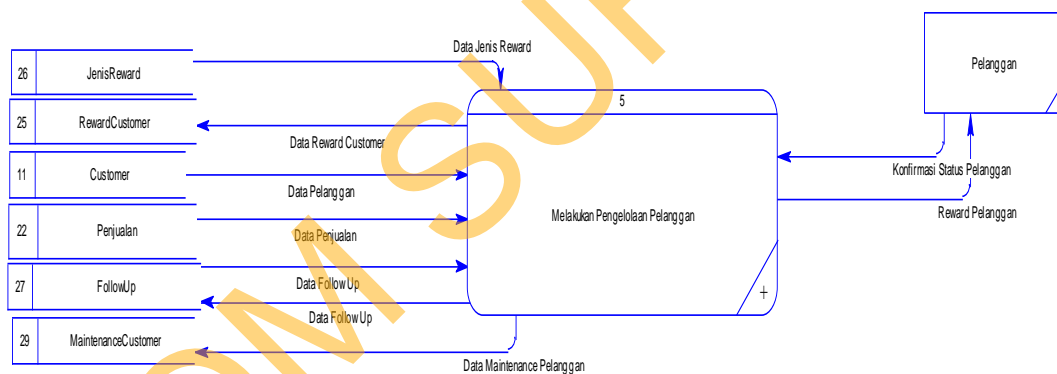 26 JenisReward
25 RewardCustomer
11 Customer
22 Penjualan
27 FollowUp
29 MaintenanceCustomer
Data Jenis Reward
Data Reward Customer
Data Pelanggan
Data Penjualan
Data Follow Up
Data Follow Up
Data Maintenance Pelanggan
5
Melakukan Pengelolaan Pelanggan
+
Pelanggan
Konfirmasi Status Pelanggan
Reward Pelanggan
OM SUR